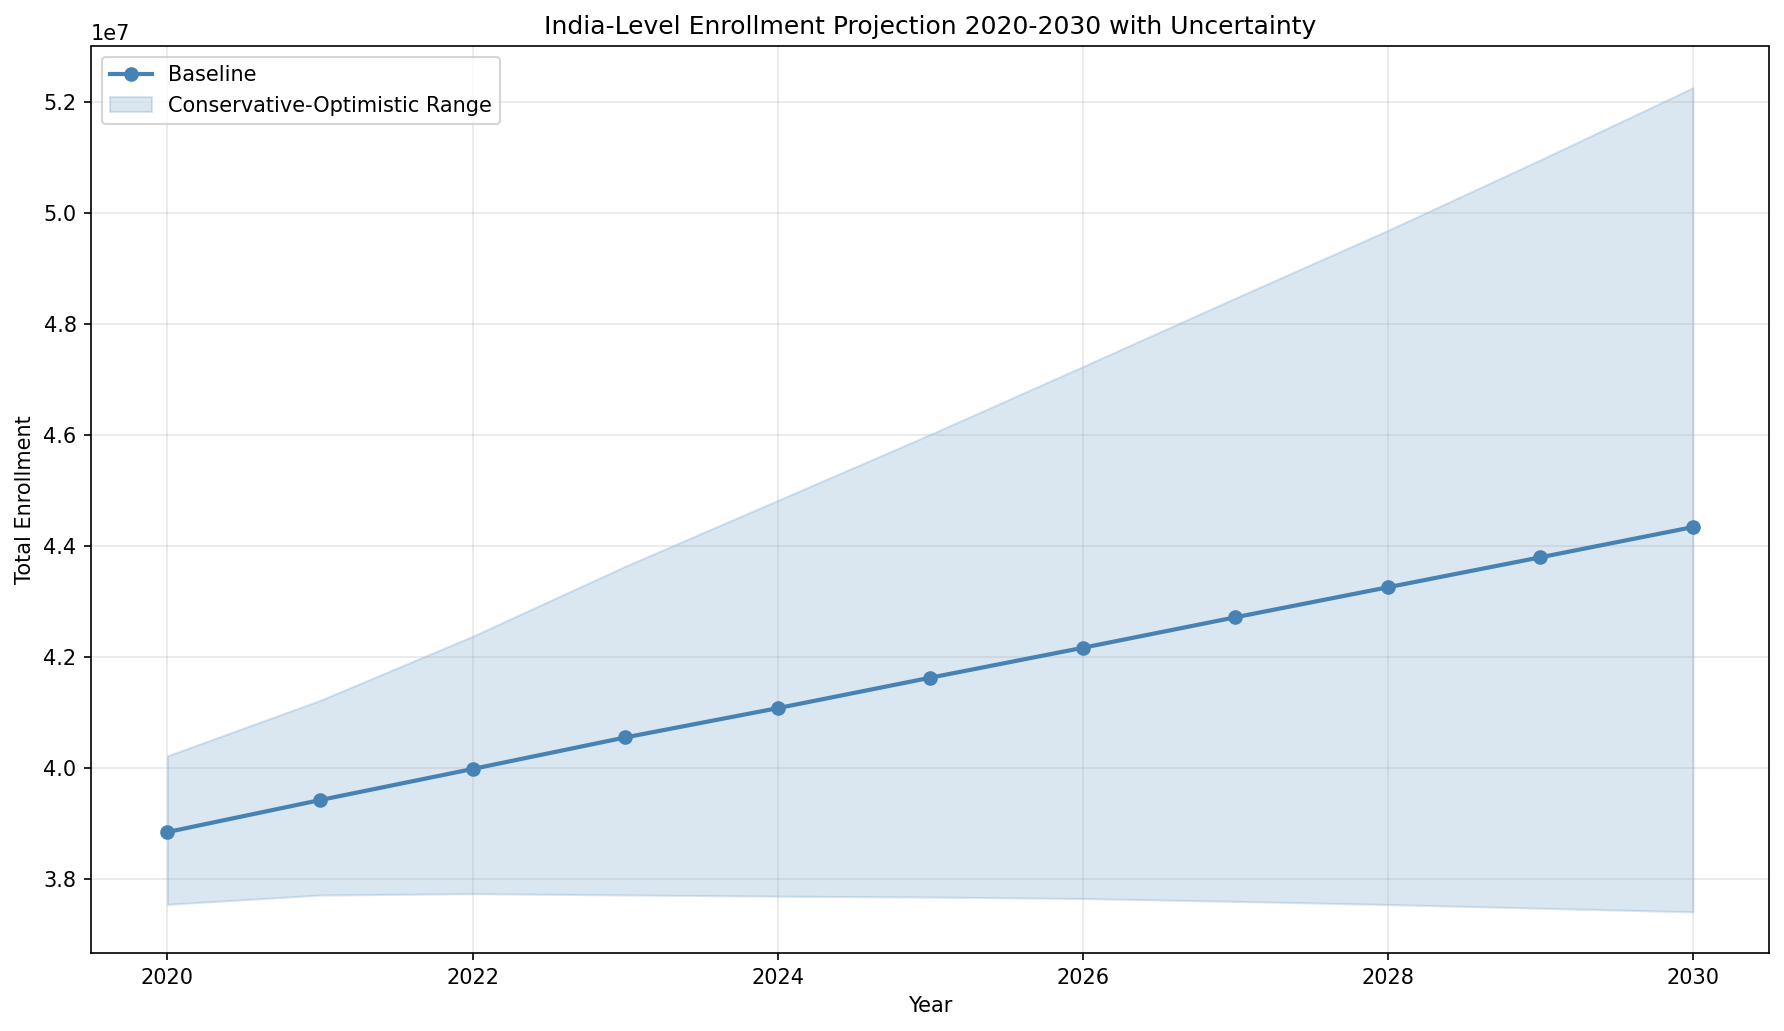 India-Level Enrollment Projection 2020-2030 with Uncertainty
1e7
Baseline
Conservative-Optimistic Range
5.2
5.0
4.8
4.6
4.4
4.2
4.0
3.8
Total Enrollment
2020 2022 2024 2026 2028 2030
Year